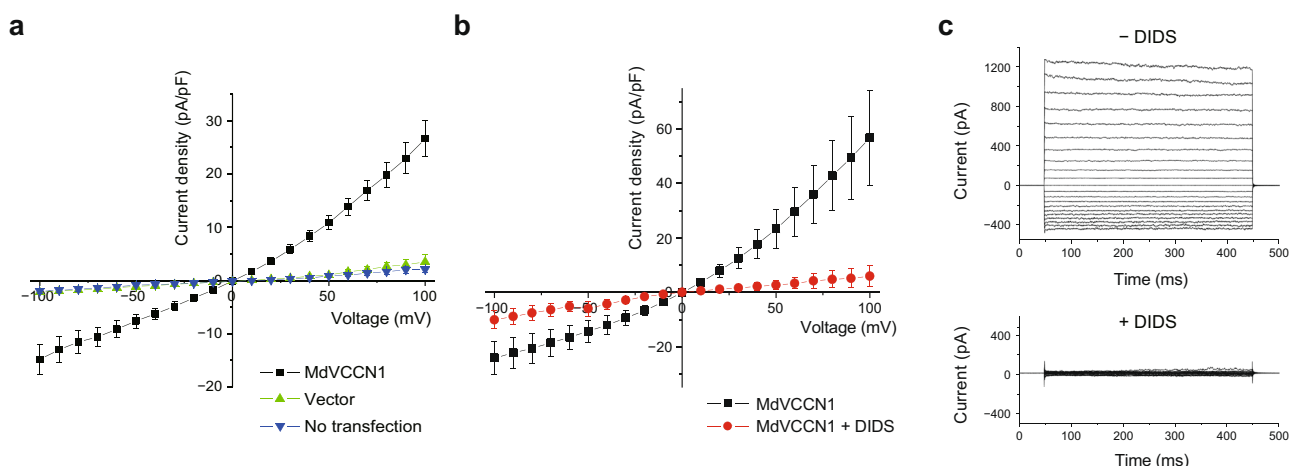 a
Current density (pA/pF)
30
20
10
0
−10
−20
−100
−50
0
50
100
Voltage (mV)
MdVCCN1
Vector
No transfection
b
Current density (pA/pF)
60
40
20
0
−20
−100
−50
0
50
100
Voltage (mV)
MdVCCN1
MdVCCN1 + DIDS
c
− DIDS
Current (pA)
1200
800
400
0
−400
0 100 200 300 400 500
Time (ms)
+ DIDS
Current (pA)
400
0
−400
0 100 200 300 400 500
Time (ms)